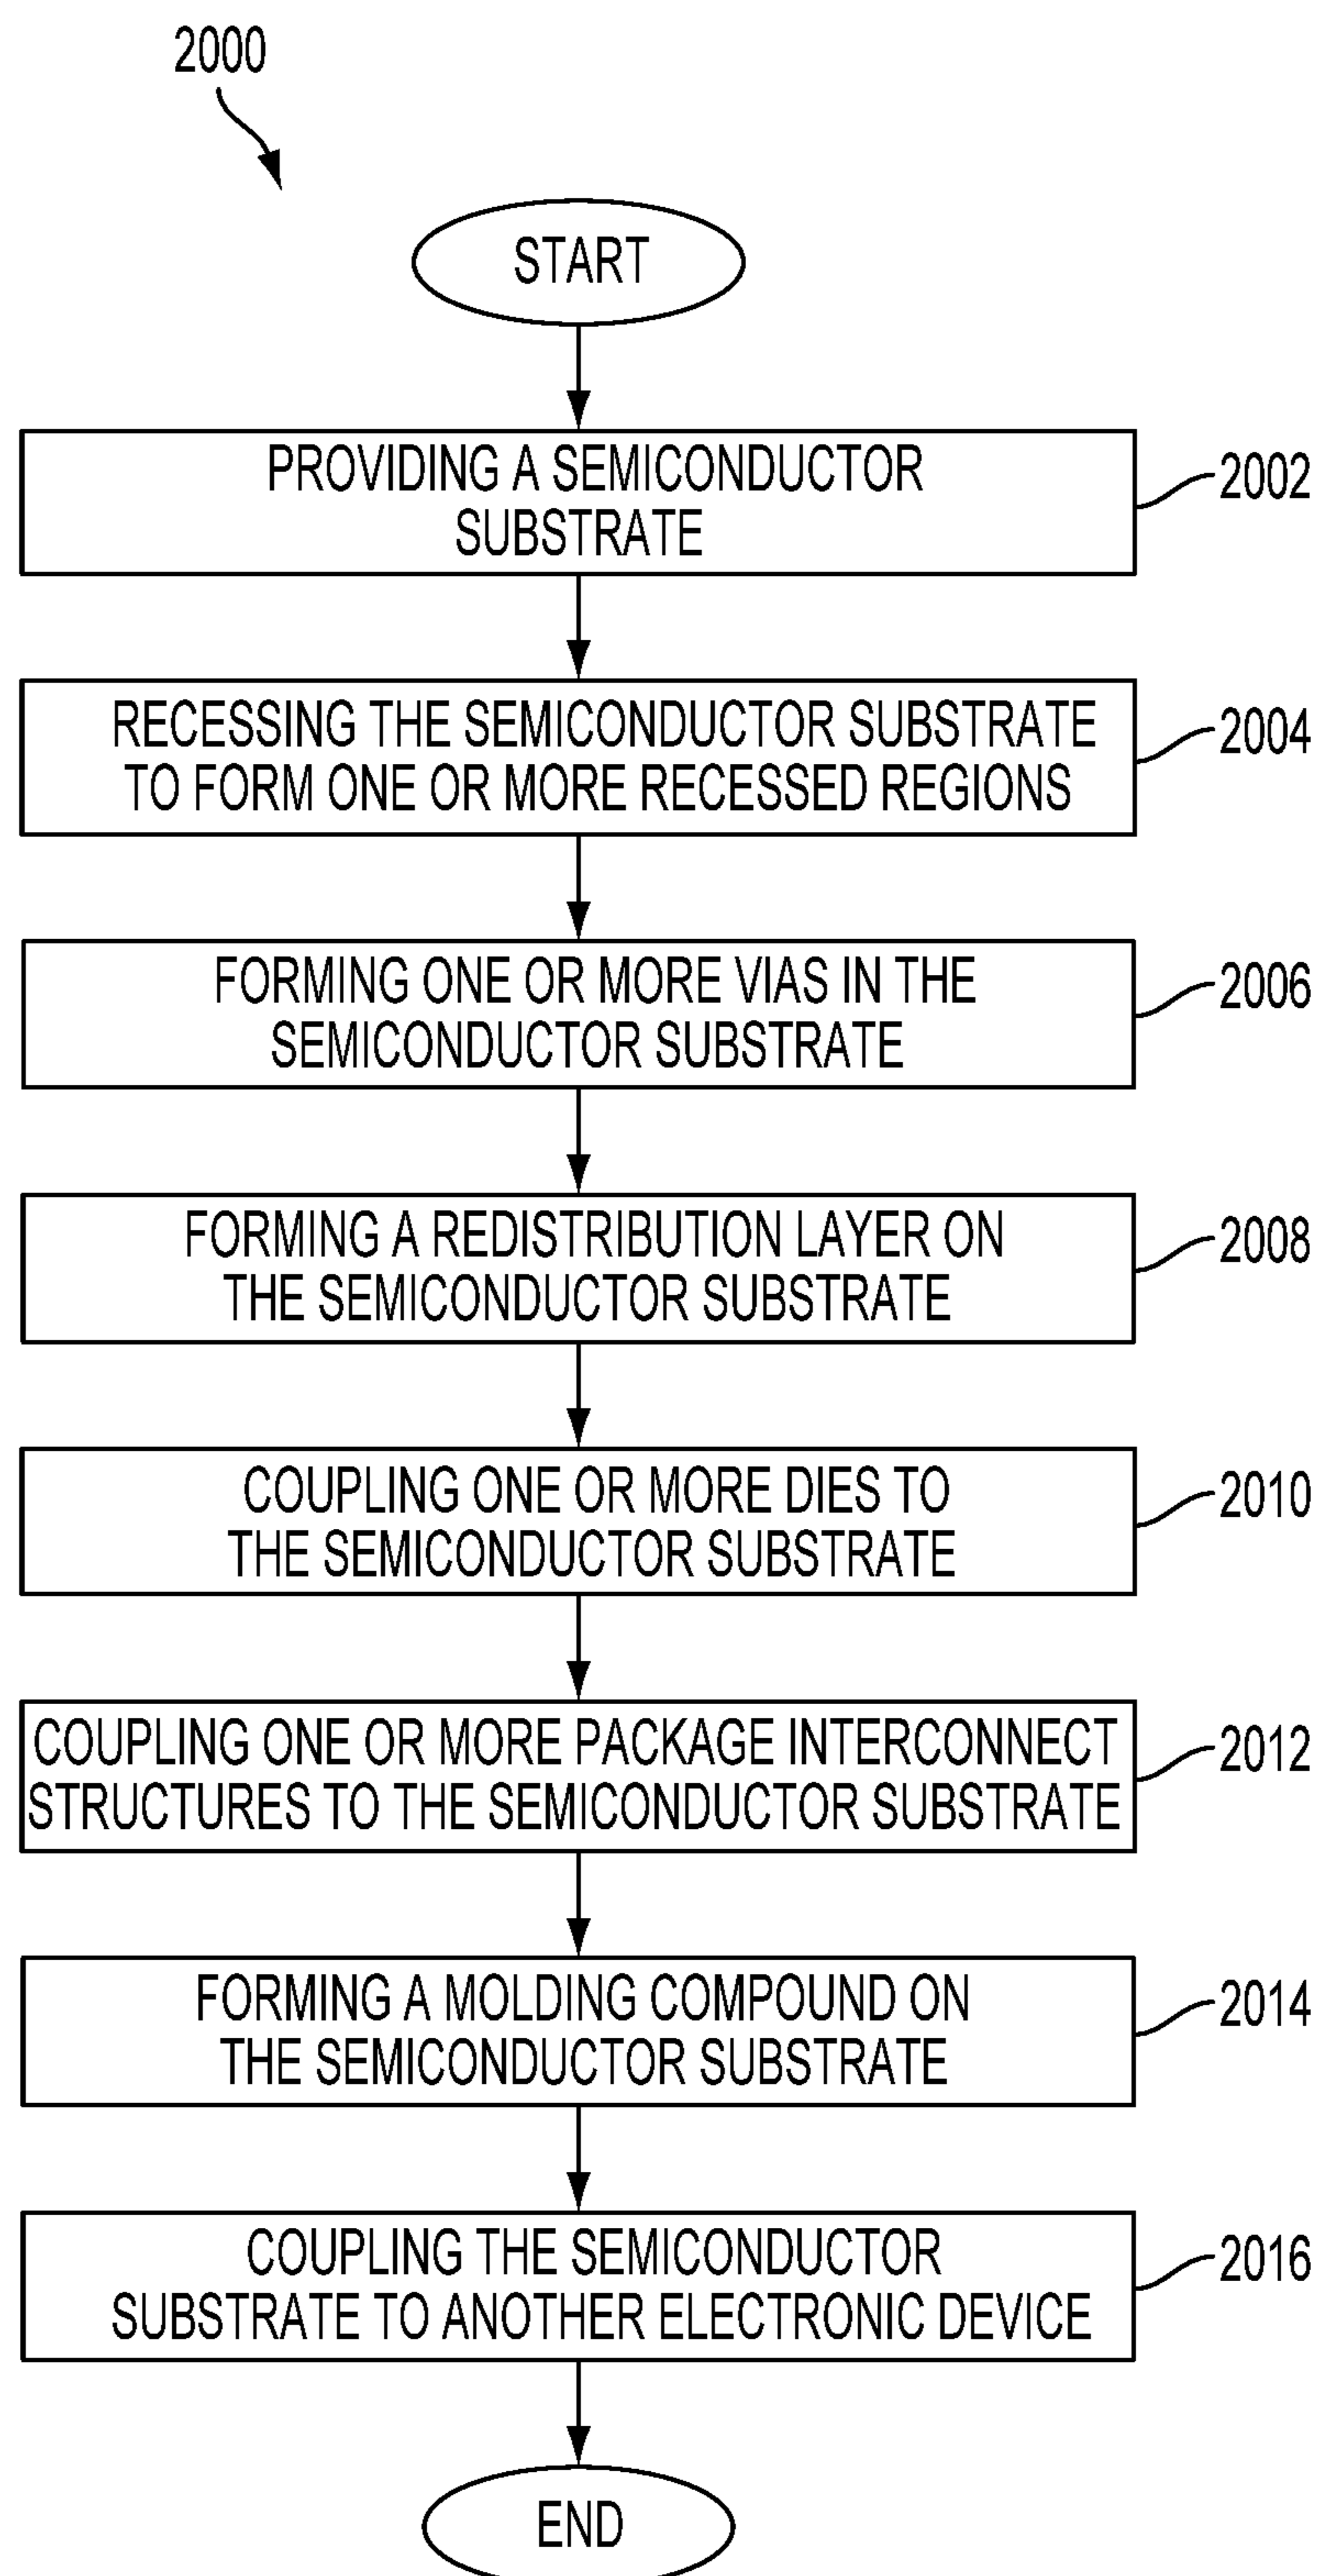 2000
START
PROVIDING A SEMICONDUCTOR
SUBSTRATE
2002
RECESSING THE SEMICONDUCTOR SUBSTRATE
TO FORM ONE OR MORE RECESSED REGIONS
2004
FORMING ONE OR MORE VIAS IN THE
SEMICONDUCTOR SUBSTRATE
2006
FORMING A REDISTRIBUTION LAYER ON
THE SEMICONDUCTOR SUBSTRATE
2008
COUPLING ONE OR MORE DIES TO
THE SEMICONDUCTOR SUBSTRATE
2010
COUPLING ONE OR MORE PACKAGE INTERCONNECT
STRUCTURES TO THE SEMICONDUCTOR SUBSTRATE
2012
FORMING A MOLDING COMPOUND ON
THE SEMICONDUCTOR SUBSTRATE
2014
COUPLING THE SEMICONDUCTOR
SUBSTRATE TO ANOTHER ELECTRONIC DEVICE
2016
END